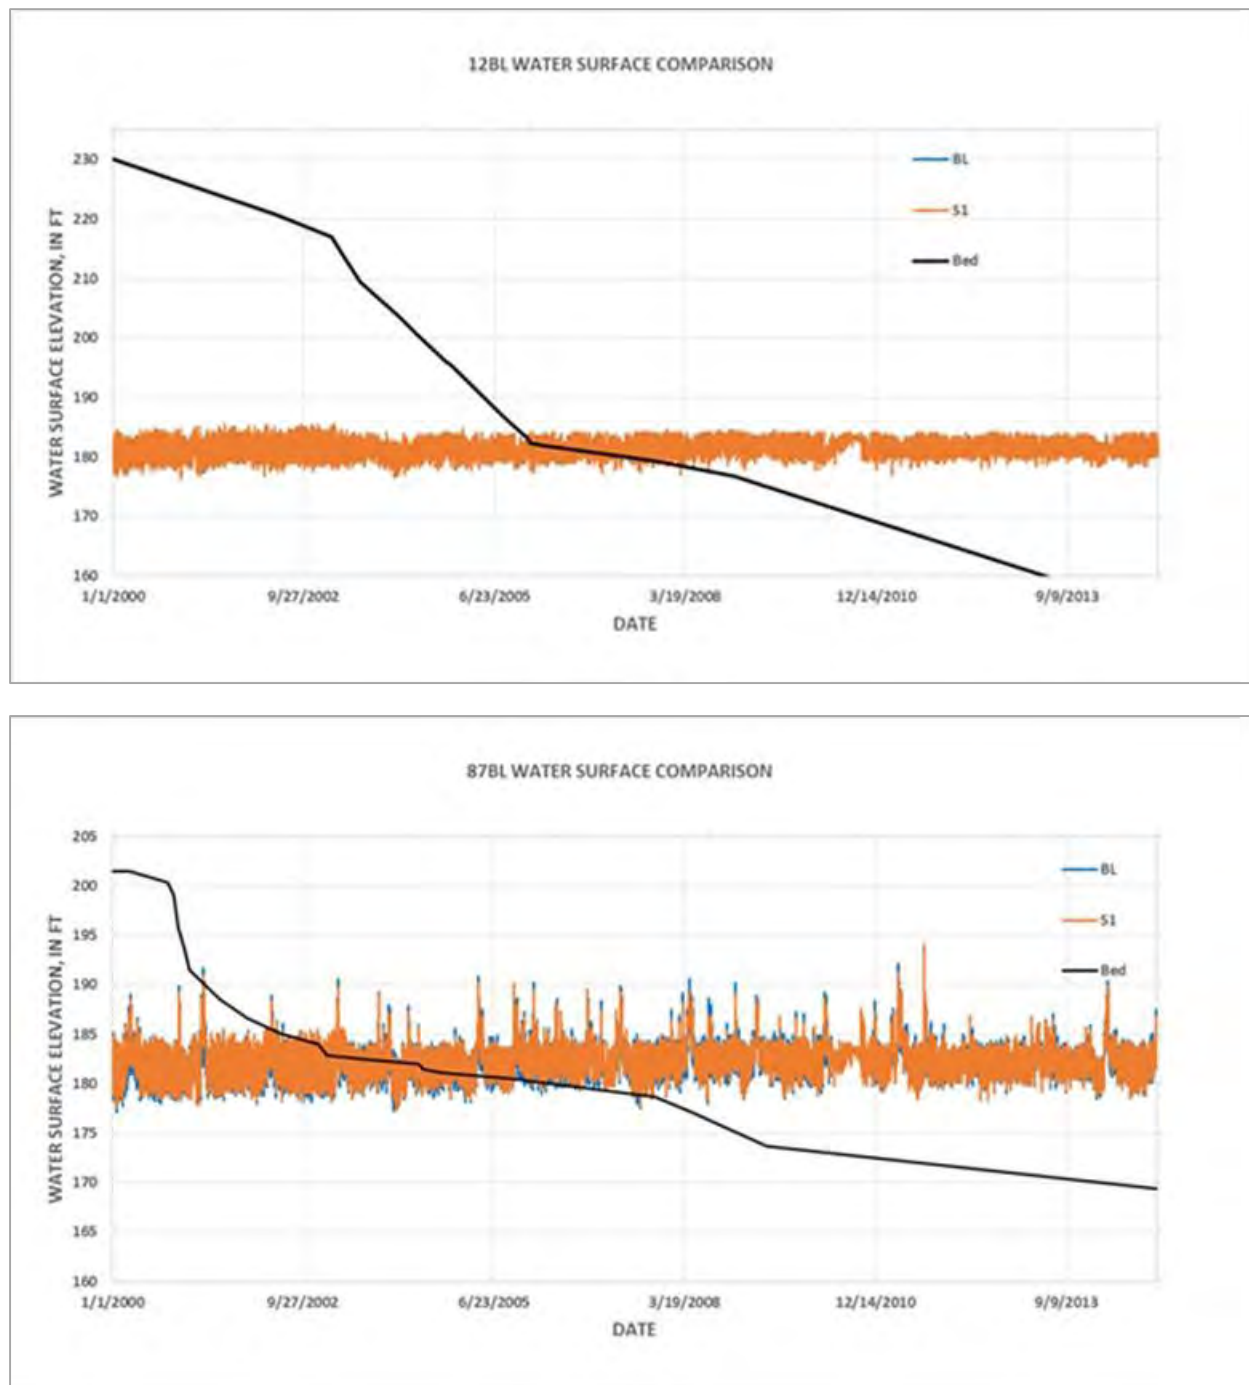 12BL WATER SURFACE COMPARISON
WATER SURFACE ELEVATION, IN FT
230
220
210
200
190
180
170
160
BL
S1
Bed
1/1/2000 9/27/2002 6/23/2005 3/19/2008 12/14/2010 9/9/2013
DATE
87BL WATER SURFACE COMPARISON
WATER SURFACE ELEVATION, IN FT
205
200
195
190
185
180
175
170
165
160
BL
S1
Bed
1/1/2000 9/27/2002 6/23/2005 3/19/2008 12/14/2010 9/9/2013
DATE